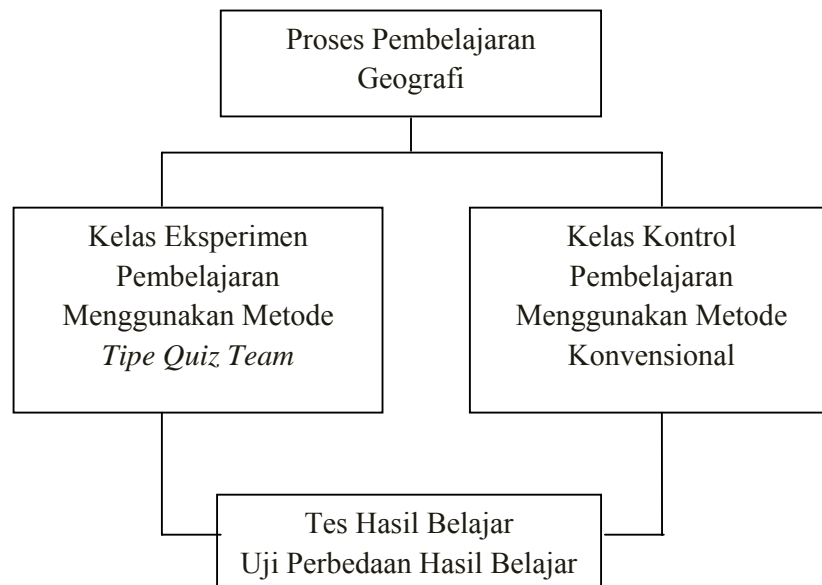 Proses Pembelajaran
Geografi
Kelas Eksperimen
Pembelajaran
Menggunakan Metode
Tipe Quiz Team
Kelas Kontrol
Pembelajaran
Menggunakan Metode
Konvensional
Tes Hasil Belajar
Uji Perbedaan Hasil Belajar